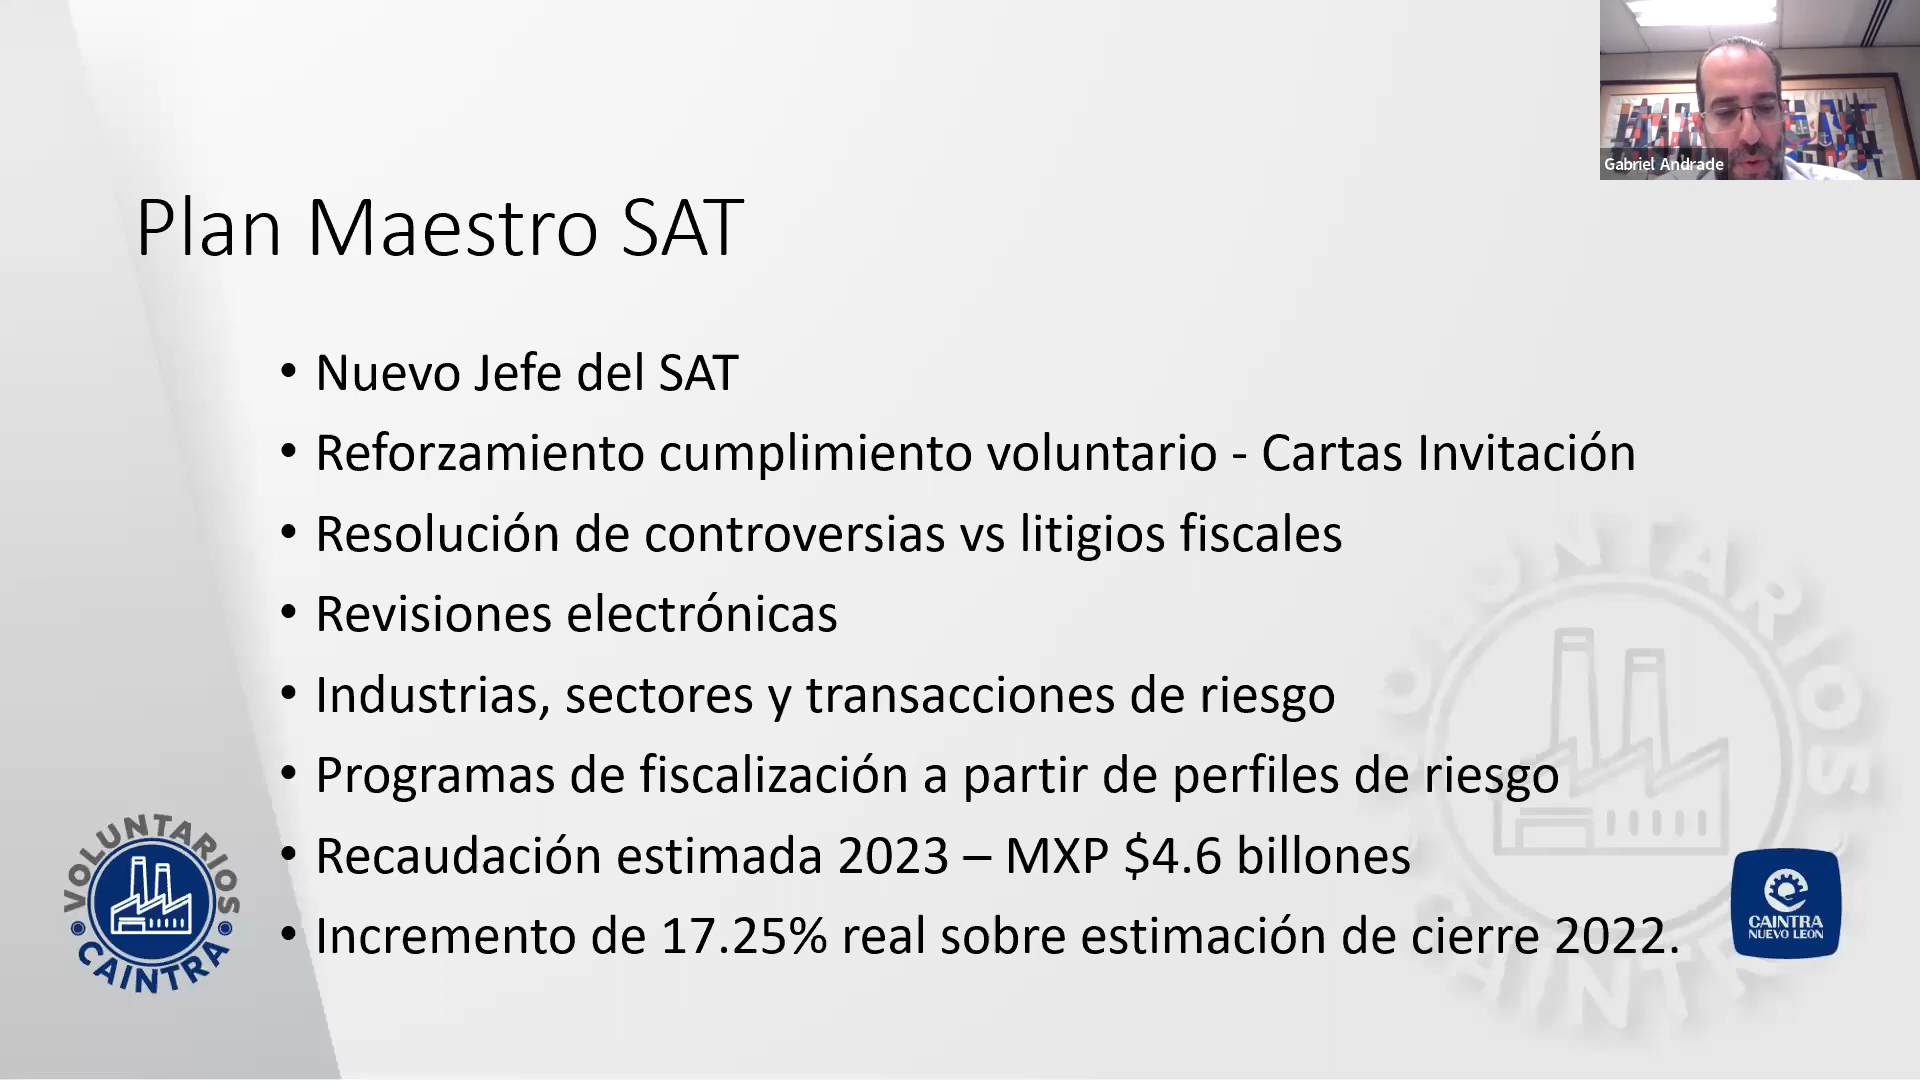 Gabriel Andrade
Plan Maestro SAT
• Nuevo Jefe del SAT
• Reforzamiento cumplimiento voluntario - Cartas Invitación
• Resolución de controversias vs litigios fiscales
• Revisiones electrónicas
• Industrias, sectores y transacciones de riesgo
• Programas de fiscalización a partir de perfiles de riesgo
• Recaudación estimada 2023 – MXP $4.6 billones
• Incremento de 17.25% real sobre estimación de cierre 2022.
VOLUNTARIOS
CAINTRA
CAINTRA
NUEVO LEON
VOLUNTARIOS
CAINTRA